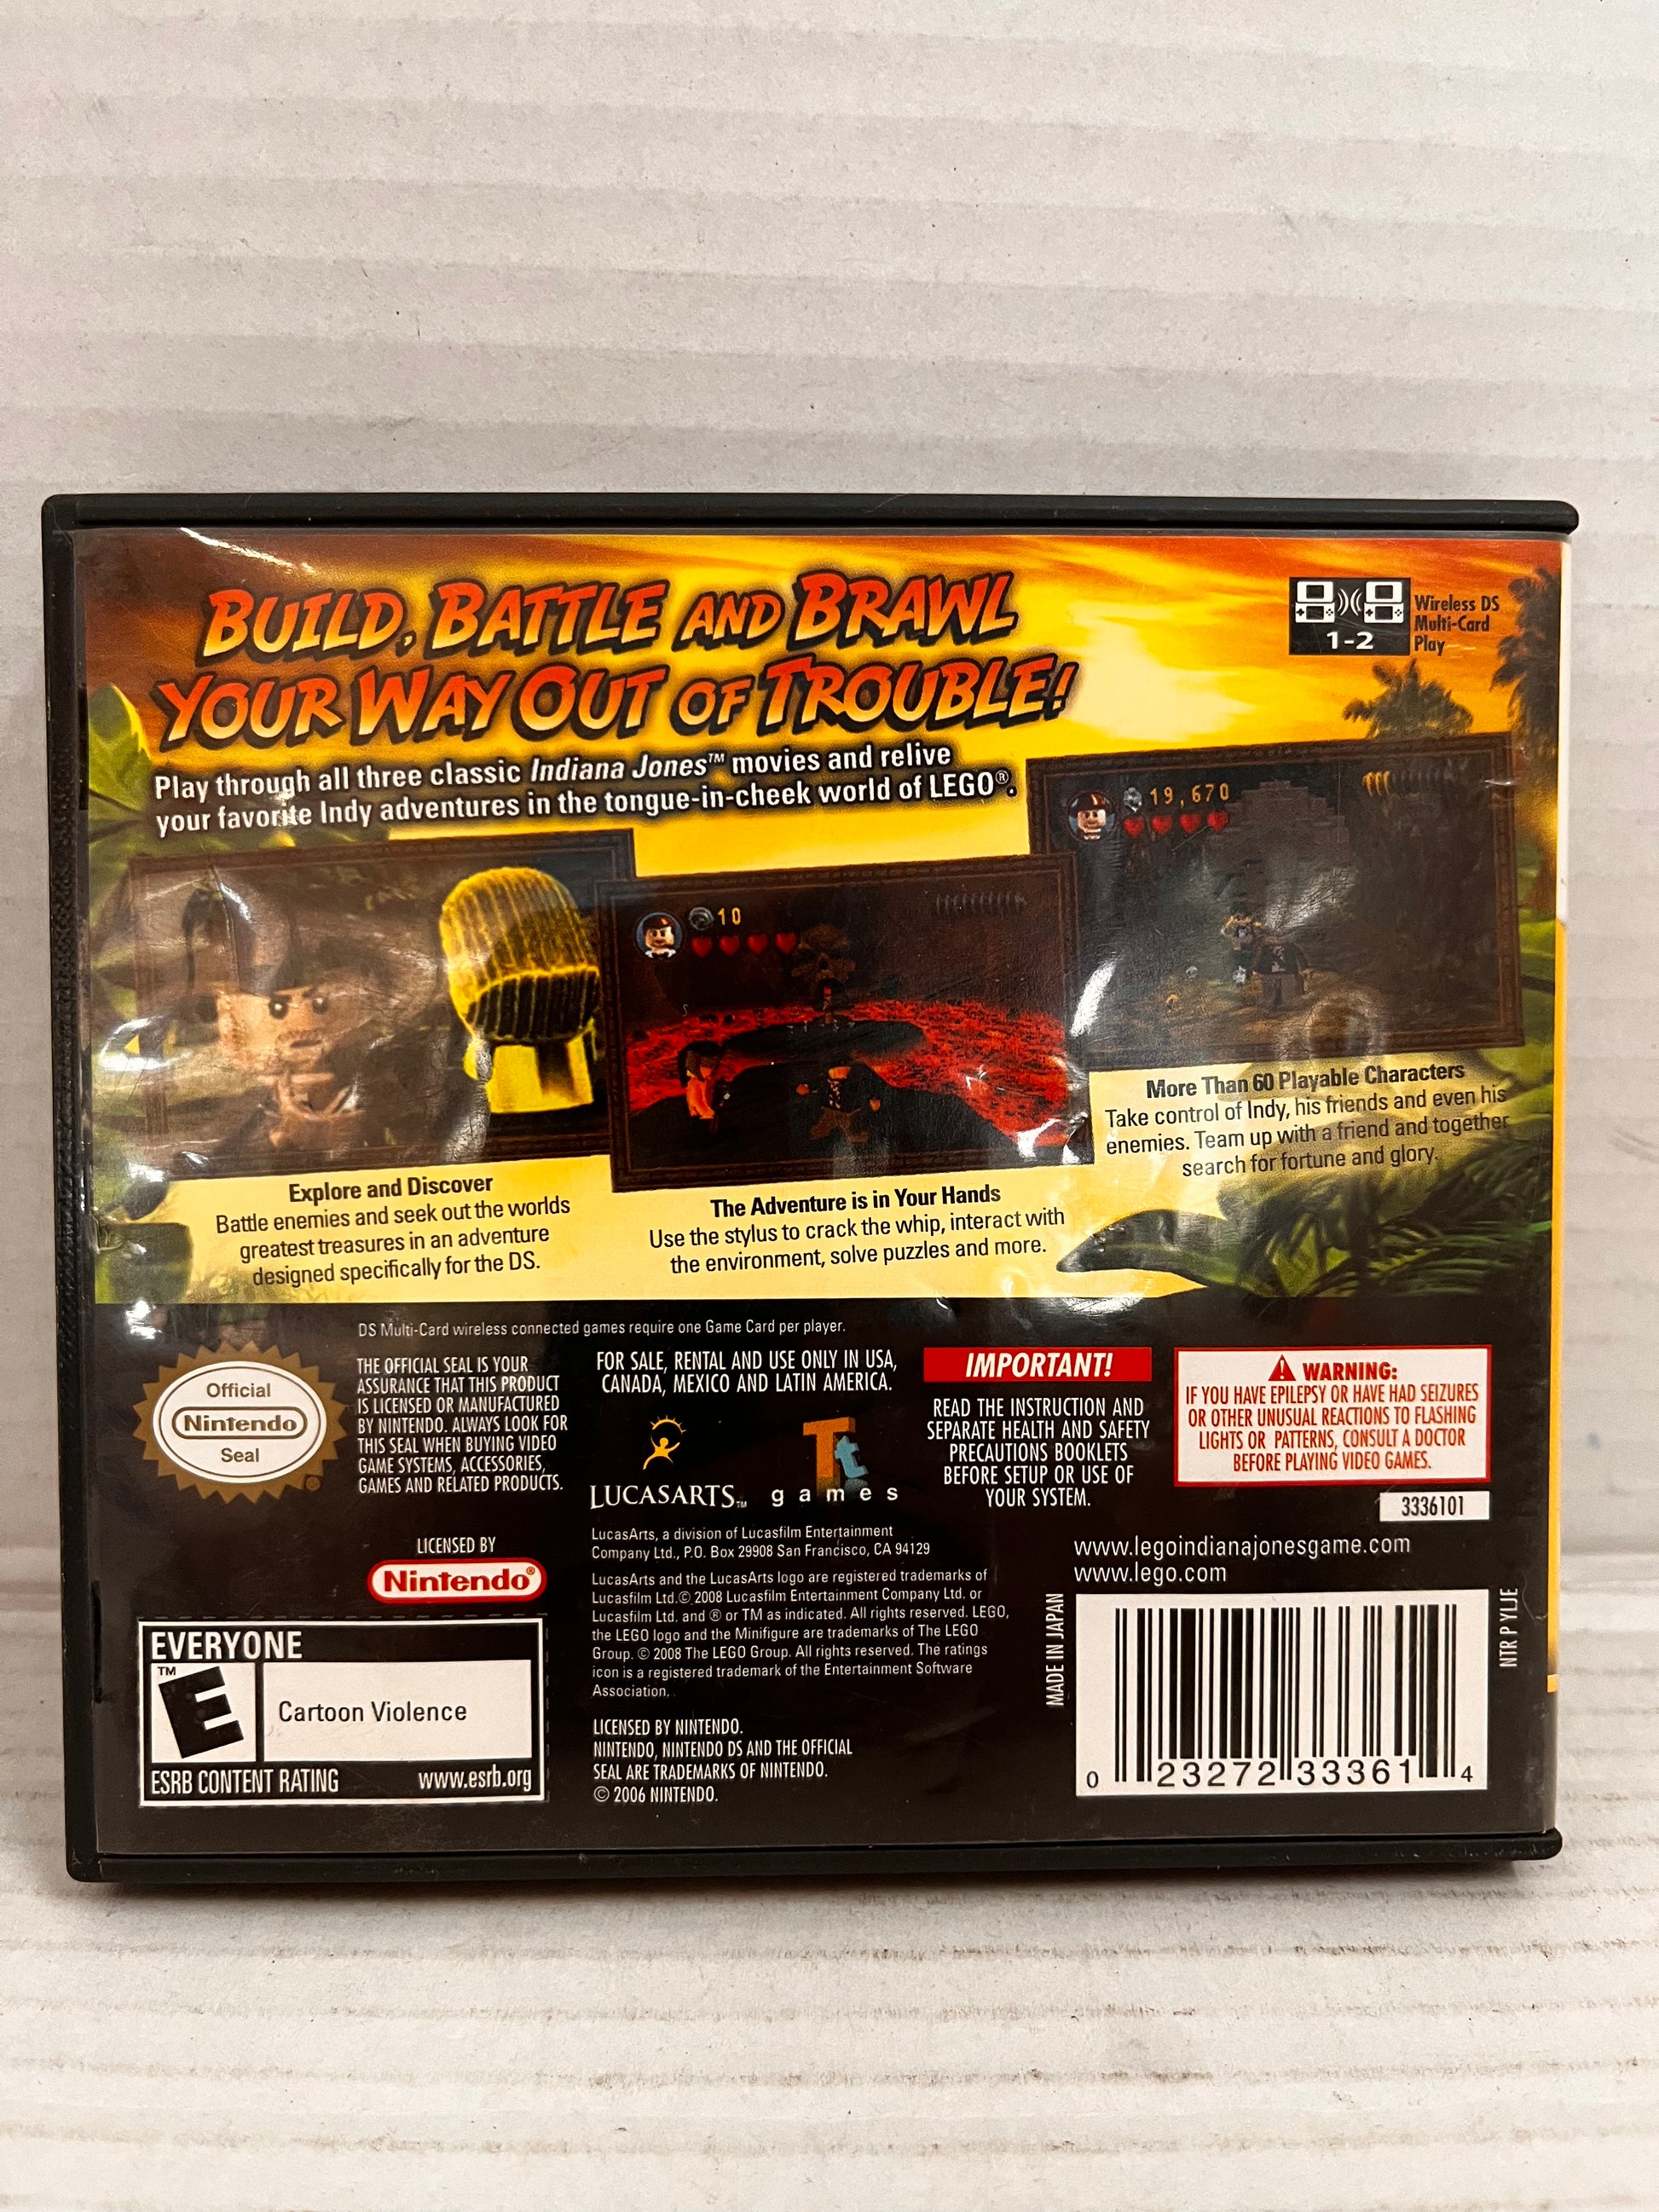 BUILD, BATTLE AND BRAWL
YOUR WAY OUT OF TROUBLE!
Play through all three classic Indiana Jones™ movies and relive
your favorite Indy adventures in the tongue-in-cheek world of LEGO®.
1-2
Wireless DS
Multi-Card
Play
10
19,670
Explore and Discover
Battle enemies and seek out the worlds
greatest treasures in an adventure
designed specifically for the DS.
The Adventure is in Your Hands
Use the stylus to crack the whip, interact with
the environment, solve puzzles and more.
More Than 60 Playable Characters
Take control of Indy, his friends and even his
enemies. Team up with a friend and together
search for fortune and glory.
DS Multi-Card wireless connected games require one Game Card per player.
Official
Nintendo
Seal
THE OFFICIAL SEAL IS YOUR
ASSURANCE THAT THIS PRODUCT
IS LICENSED OR MANUFACTURED
BY NINTENDO. ALWAYS LOOK FOR
THIS SEAL WHEN BUYING VIDEO
GAME SYSTEMS, ACCESSORIES,
GAMES AND RELATED PRODUCTS.
LICENSED BY
Nintendo®
EVERYONE
™
E
Cartoon Violence
ESRB CONTENT RATING www.esrb.org
FOR SALE, RENTAL AND USE ONLY IN USA,
CANADA, MEXICO AND LATIN AMERICA.
LUCASARTS™
Tt
games
LucasArts, a division of Lucasfilm Entertainment
Company Ltd., P.O. Box 29908 San Francisco, CA 94129
LucasArts and the LucasArts logo are registered trademarks of
Lucasfilm Ltd.© 2008 Lucasfilm Entertainment Company Ltd. or
Lucasfilm Ltd. and ® or TM as indicated. All rights reserved. LEGO,
the LEGO logo and the Minifigure are trademarks of The LEGO
Group. © 2008 The LEGO Group. All rights reserved. The ratings
icon is a registered trademark of the Entertainment Software
Association.
LICENSED BY NINTENDO.
NINTENDO, NINTENDO DS AND THE OFFICIAL
SEAL ARE TRADEMARKS OF NINTENDO.
© 2006 NINTENDO.
IMPORTANT!
READ THE INSTRUCTION AND
SEPARATE HEALTH AND SAFETY
PRECAUTIONS BOOKLETS
BEFORE SETUP OR USE OF
YOUR SYSTEM.
WARNING:
IF YOU HAVE EPILEPSY OR HAVE HAD SEIZURES
OR OTHER UNUSUAL REACTIONS TO FLASHING
LIGHTS OR PATTERNS, CONSULT A DOCTOR
BEFORE PLAYING VIDEO GAMES.
3336101
www.legoindianajonesgame.com
www.lego.com
MADE IN JAPAN
NTR P YLJE
0 23272 33361 4